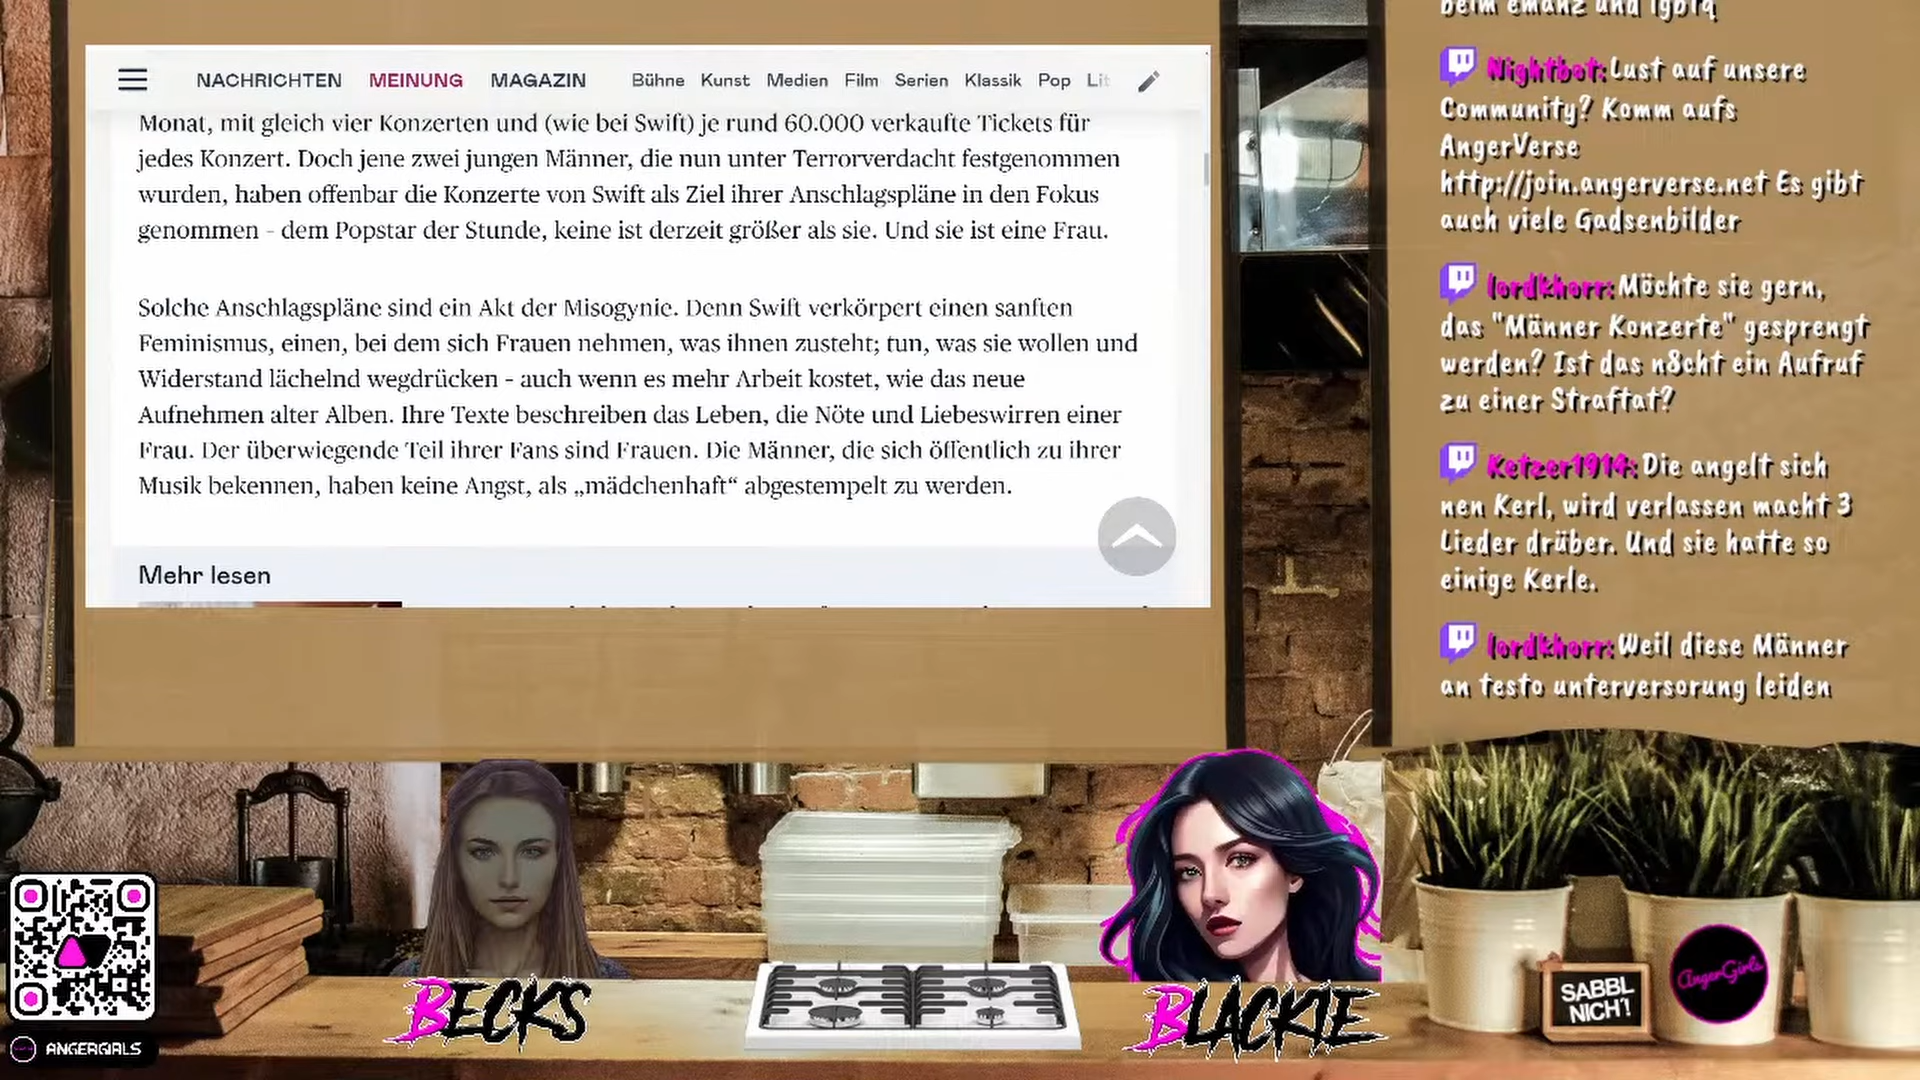 NACHRICHTEN MEINUNG MAGAZIN Bühne Kunst Medien Film Serien Klassik Pop Lit
Monat, mit gleich vier Konzerten und (wie bei Swift) je rund 60.000 verkaufte Tickets für
jedes Konzert. Doch jene zwei jungen Männer, die nun unter Terrorverdacht festgenommen
wurden, haben offenbar die Konzerte von Swift als Ziel ihrer Anschlagspläne in den Fokus
genommen – dem Popstar der Stunde, keine ist derzeit größer als sie. Und sie ist eine Frau.
Solche Anschlagspläne sind ein Akt der Misogynie. Denn Swift verkörpert einen sanften
Feminismus, einen, bei dem sich Frauen nehmen, was ihnen zusteht; tun, was sie wollen und
Widerstand lächelnd wegdrücken – auch wenn es mehr Arbeit kostet, wie das neue
Aufnehmen alter Alben. Ihre Texte beschreiben das Leben, die Nöte und Liebeswirren einer
Frau. Der überwiegende Teil ihrer Fans sind Frauen. Die Männer, die sich öffentlich zu ihrer
Musik bekennen, haben keine Angst, als „mädchenhaft“ abgestempelt zu werden.
Mehr lesen
beim emanz und lgbtq
Nightbot: Lust auf unsere
Community? Komm aufs
AngerVerse
http://join.angerverse.net Es gibt
auch viele Gadsenbilder
lordkhorr: Möchte sie gern,
das "Männer Konzerte" gesprengt
werden? Ist das n8cht ein Aufruf
zu einer Straftat?
Ketzer1914: Die angelt sich
nen Kerl, wird verlassen macht 3
Lieder drüber. Und sie hatte so
einige Kerle.
lordkhorr: Weil diese Männer
an testo unterversorung leiden
BECKS
BLACKIE
SABBL
NICH'!
AngerGirls
ANGERGIRLS